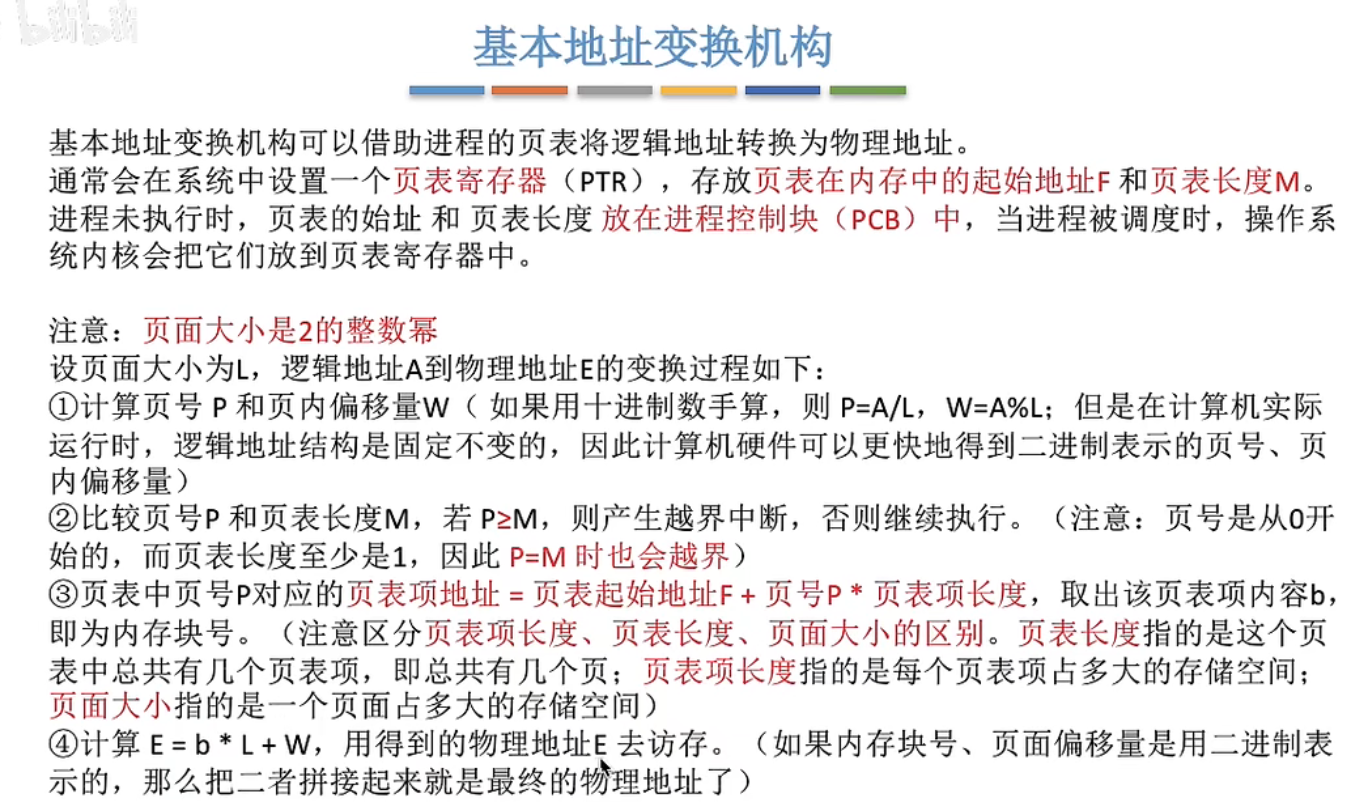 bilibili
基本地址变换机构
基本地址变换机构可以借助进程的页表将逻辑地址转换为物理地址。
通常会在系统中设置一个页表寄存器（PTR），存放页表在内存中的起始地址F 和页表长度M。
进程未执行时，页表的始址 和 页表长度 放在进程控制块（PCB）中，当进程被调度时，操作系
统内核会把它们放到页表寄存器中。
注意：页面大小是2的整数幂
设页面大小为L，逻辑地址A到物理地址E的变换过程如下：
①计算页号 P 和页内偏移量W（ 如果用十进制数手算，则 P=A/L，W=A%L；但是在计算机实际
运行时，逻辑地址结构是固定不变的，因此计算机硬件可以更快地得到二进制表示的页号、页
内偏移量）
②比较页号P 和页表长度M，若 P≥M，则产生越界中断，否则继续执行。（注意：页号是从0开
始的，而页表长度至少是1，因此 P=M 时也会越界）
③页表中页号P对应的页表项地址 = 页表起始地址F + 页号P * 页表项长度，取出该页表项内容b，
即为内存块号。（注意区分页表项长度、页表长度、页面大小的区别。页表长度指的是这个页
表中总共有几个页表项，即总共有几个页；页表项长度指的是每个页表项占多大的存储空间；
页面大小指的是一个页面占多大的存储空间）
④计算 E = b * L + W，用得到的物理地址E 去访存。（如果内存块号、页面偏移量是用二进制表
示的，那么把二者拼接起来就是最终的物理地址了）